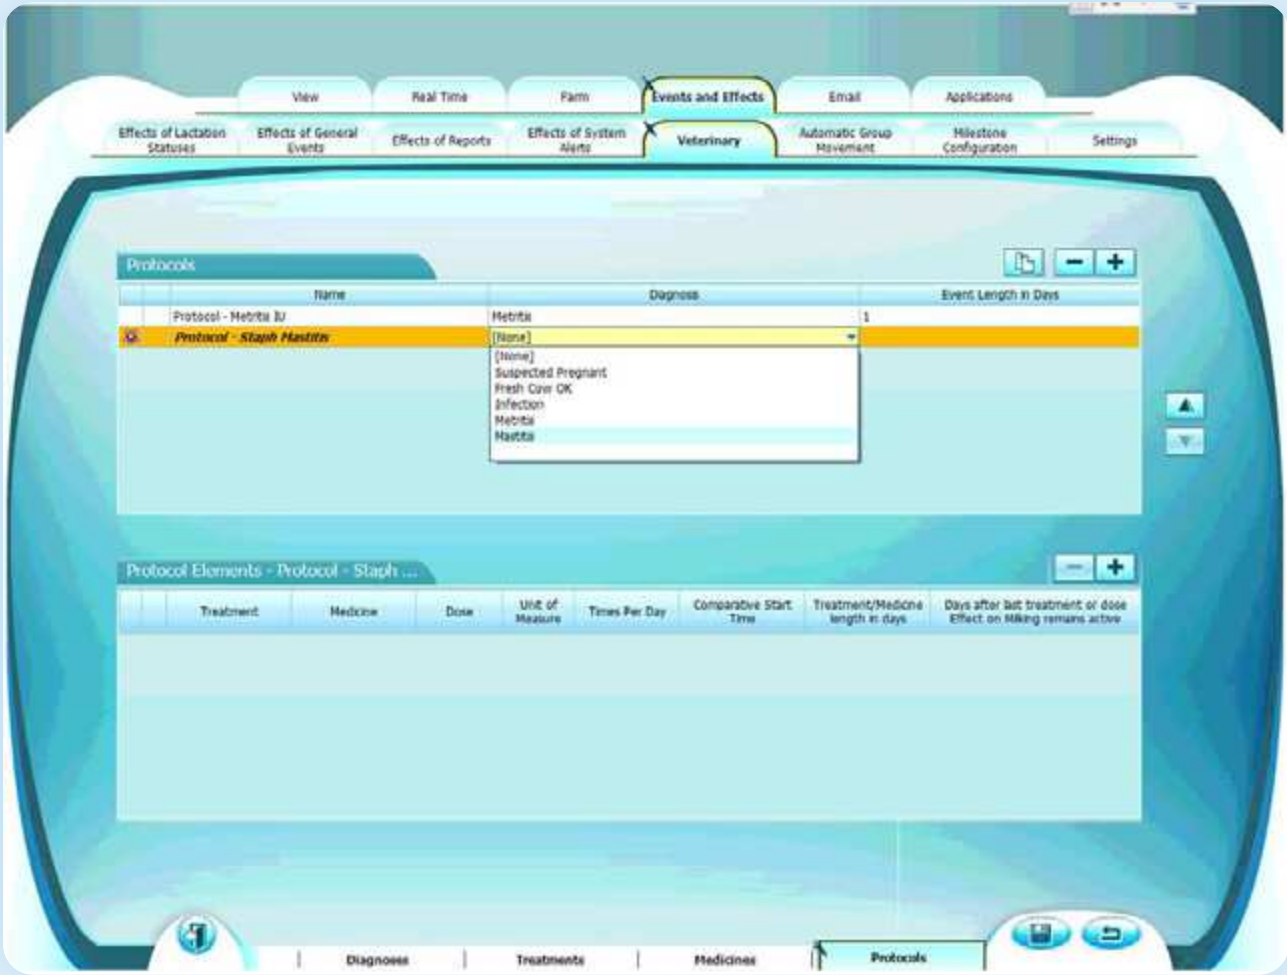 View Real Time Farm Events and Effects Email Applications
Effects of Lactation Statuses
Effects of General Events
Effects of Reports
Effects of System Alerts
Veterinary
Automatic Group Movement
Milestone Configuration
Settings
Protocols
Name Diagnosis Event Length in Days
Protocol - Metritis IU Metritis 1
Protocol - Staph Mastitis [None]
[None]
Suspected Pregnant
Fresh Cow OK
Infection
Metritis
Mastitis
Protocol Elements - Protocol - Staph ...
Treatment
Medicine
Dose
Unit of Measure
Times Per Day
Comparative Start Time
Treatment/Medicine length in days
Days after last treatment or dose Effect on Milking remains active
Diagnoses Treatments Medicines Protocols